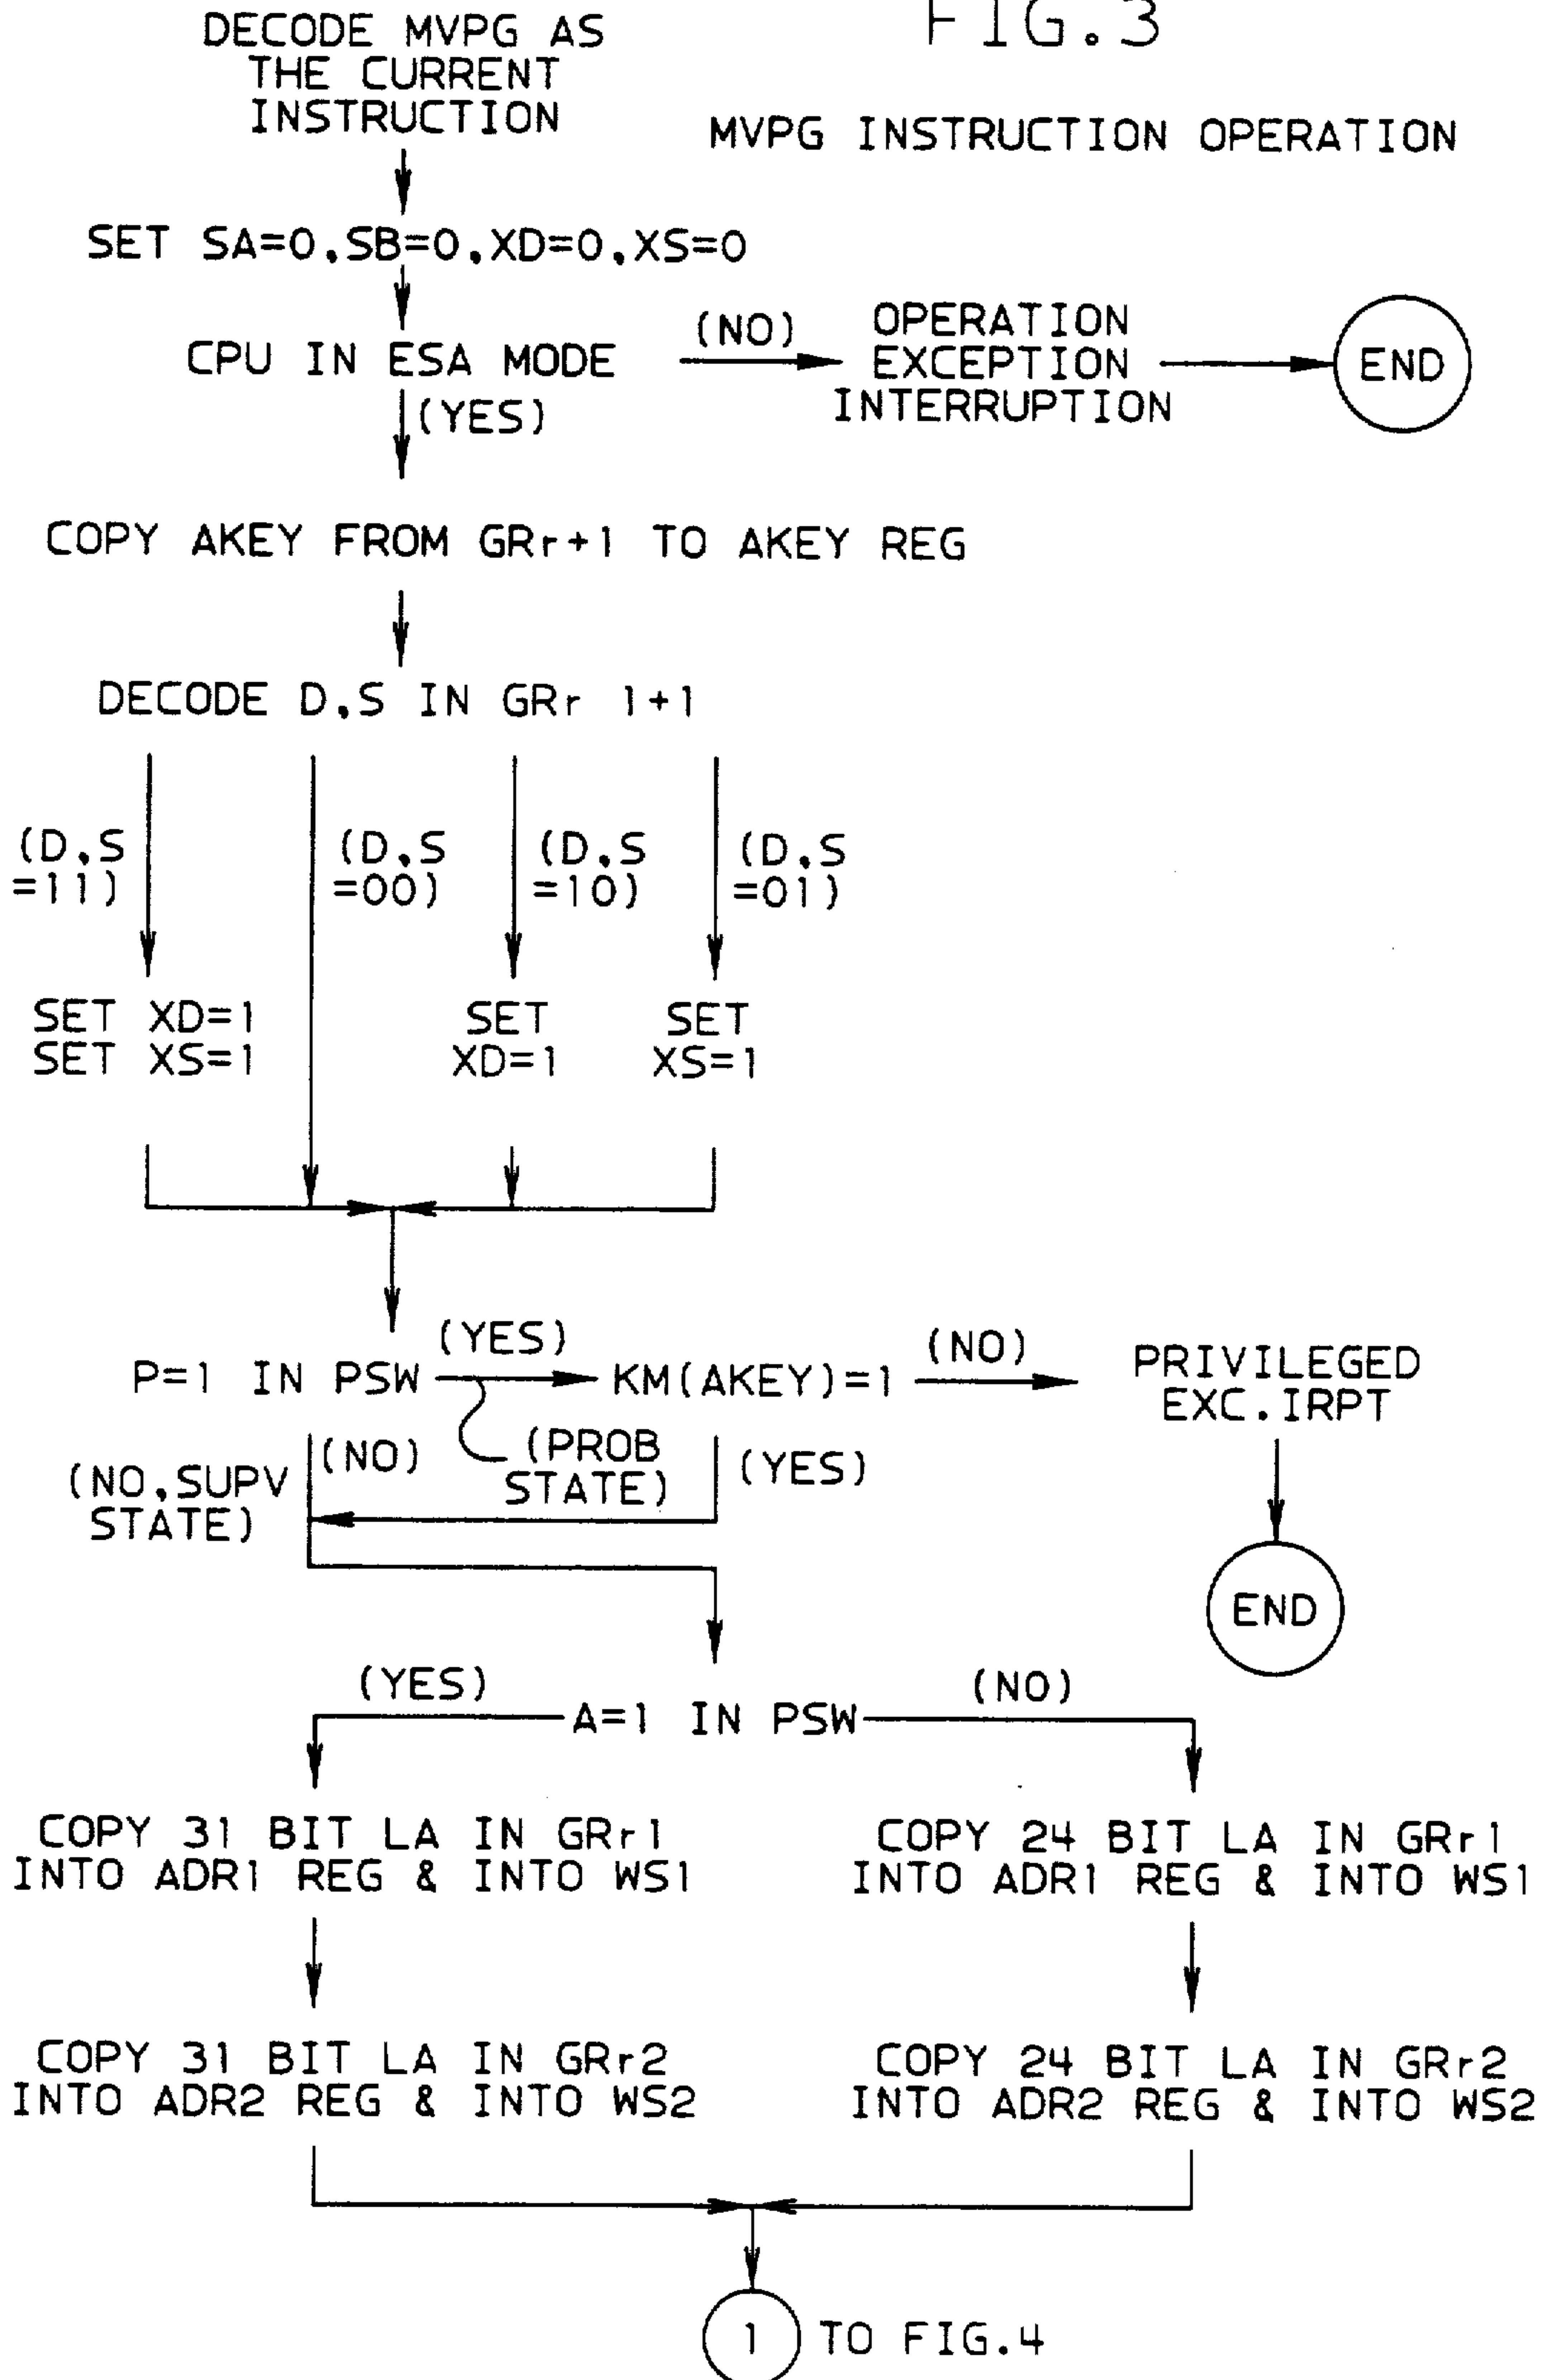 FIG.3
DECODE MVPG AS
THE CURRENT
INSTRUCTION
MVPG INSTRUCTION OPERATION
SET SA=0,SB=0,XD=0,XS=0
CPU IN ESA MODE
(NO)
OPERATION
EXCEPTION
INTERRUPTION
END
(YES)
COPY AKEY FROM GRr+1 TO AKEY REG
DECODE D,S IN GRr 1+1
(D,S
=11)
(D,S
=00)
(D,S
=10)
(D,S
=01)
SET XD=1
SET XS=1
SET
XD=1
SET
XS=1
P=1 IN PSW
(YES)
KM(AKEY)=1
(NO)
PRIVILEGED
EXC.IRPT
(NO)
(NO,SUPV
STATE)
(PROB
STATE)
(YES)
END
(YES)
A=1 IN PSW
(NO)
COPY 31 BIT LA IN GRr1
INTO ADR1 REG & INTO WS1
COPY 24 BIT LA IN GRr1
INTO ADR1 REG & INTO WS1
COPY 31 BIT LA IN GRr2
INTO ADR2 REG & INTO WS2
COPY 24 BIT LA IN GRr2
INTO ADR2 REG & INTO WS2
1 TO FIG.4